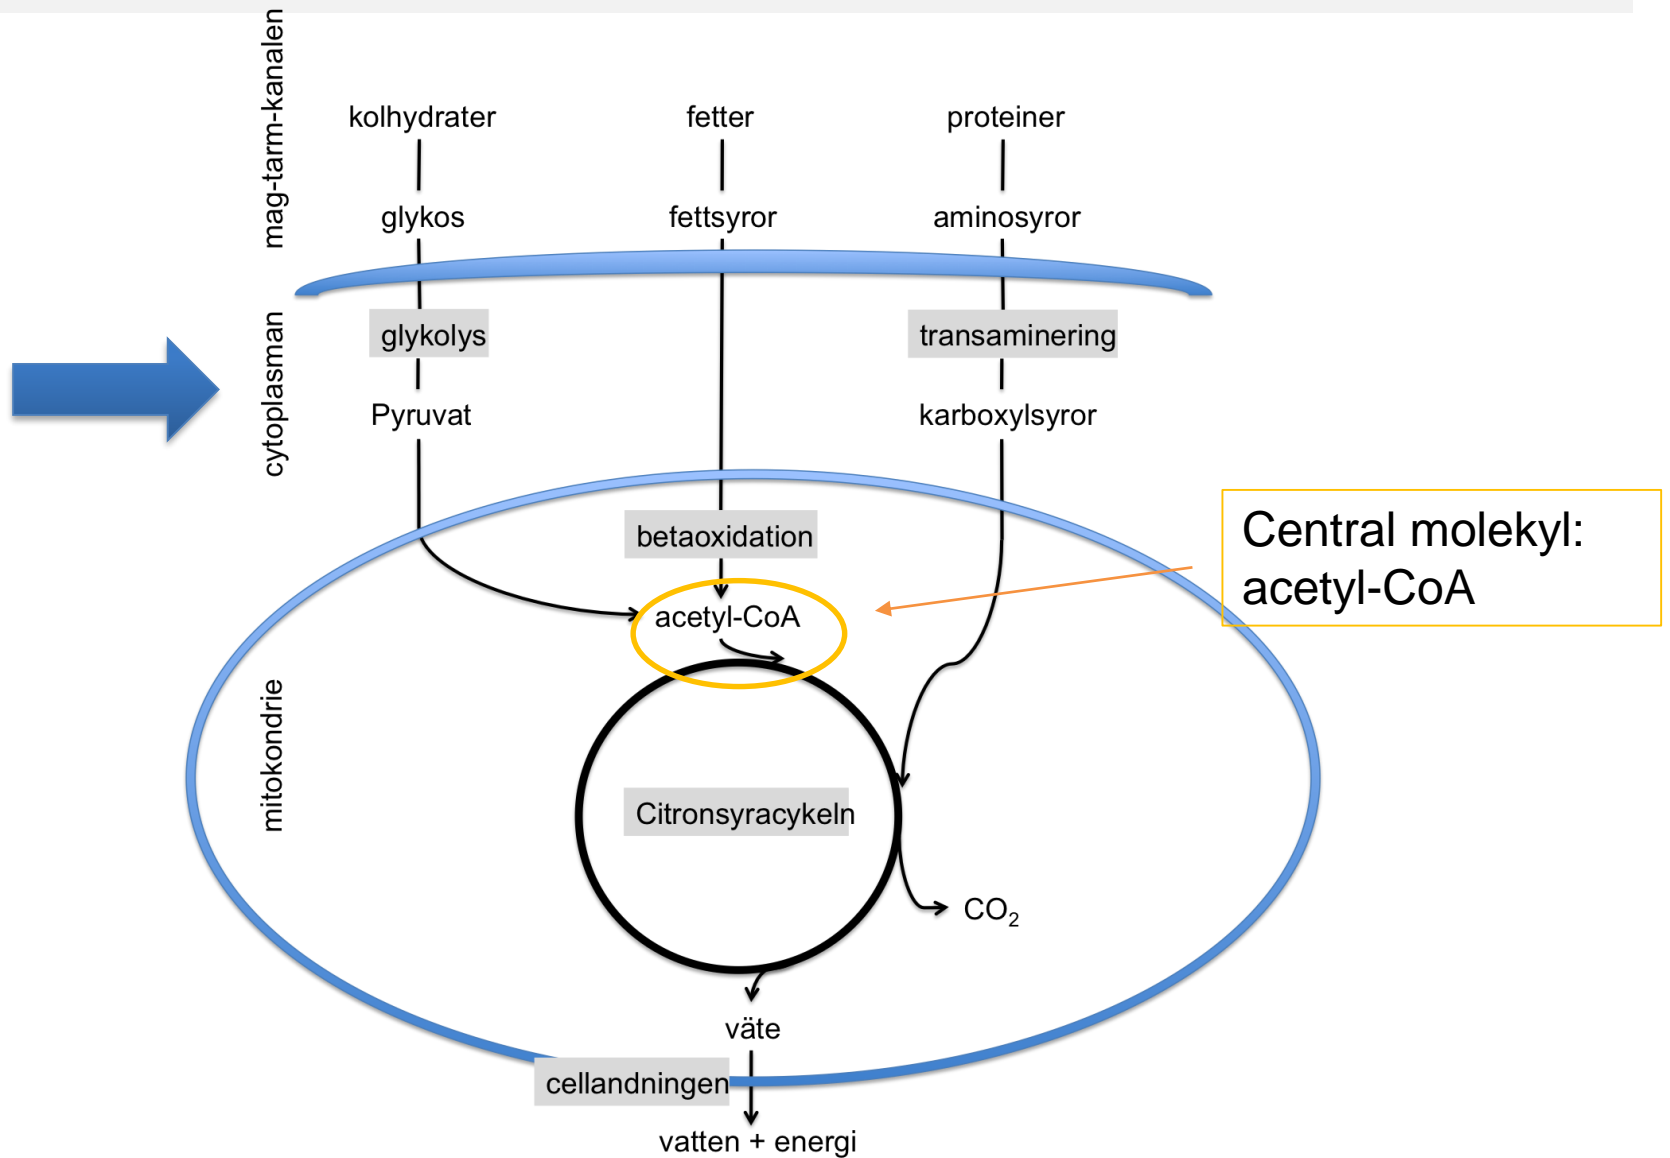 mag-tarm-kanalen
kolhydrater
fetter
proteiner
glykos
fettsyror
aminosyror
cytoplasman
glykolys
transaminering
Pyruvat
karboxylsyror
betaoxidation
Central molekyl:
acetyl-CoA
acetyl-CoA
mitokondrie
Citronsyracykeln
CO₂
väte
cellandningen
vatten + energi